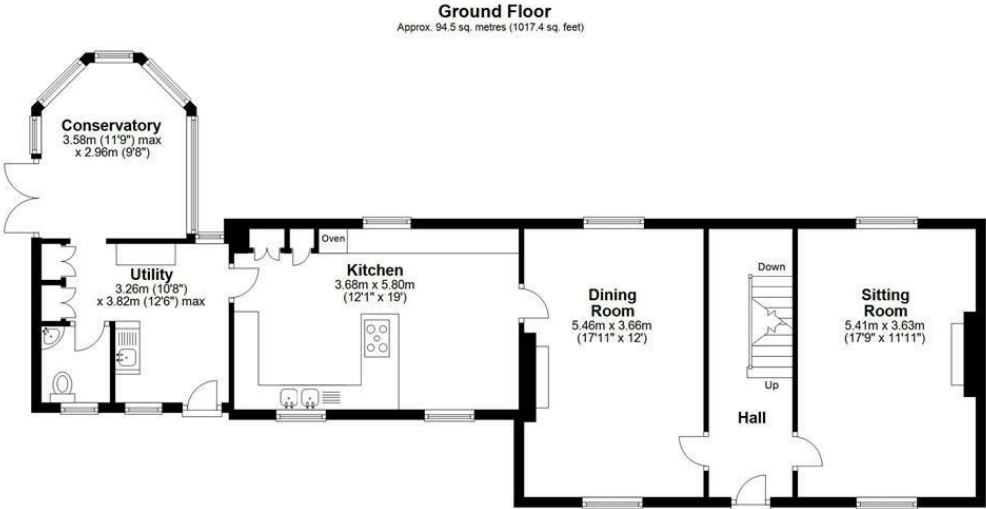 Ground Floor
Approx. 94.5 sq. metres (1017.4 sq. feet)
Conservatory
3.58m (11'9") max
x 2.96m (9'8")
Oven
Utility
3.26m (10'8")
x 3.82m (12'6") max
Kitchen
3.68m x 5.80m
(12'1" x 19')
Dining
Room
5.46m x 3.66m
(17'11" x 12')
Down
Up
Hall
Sitting
Room
5.41m x 3.63m
(17'9" x 11'11")